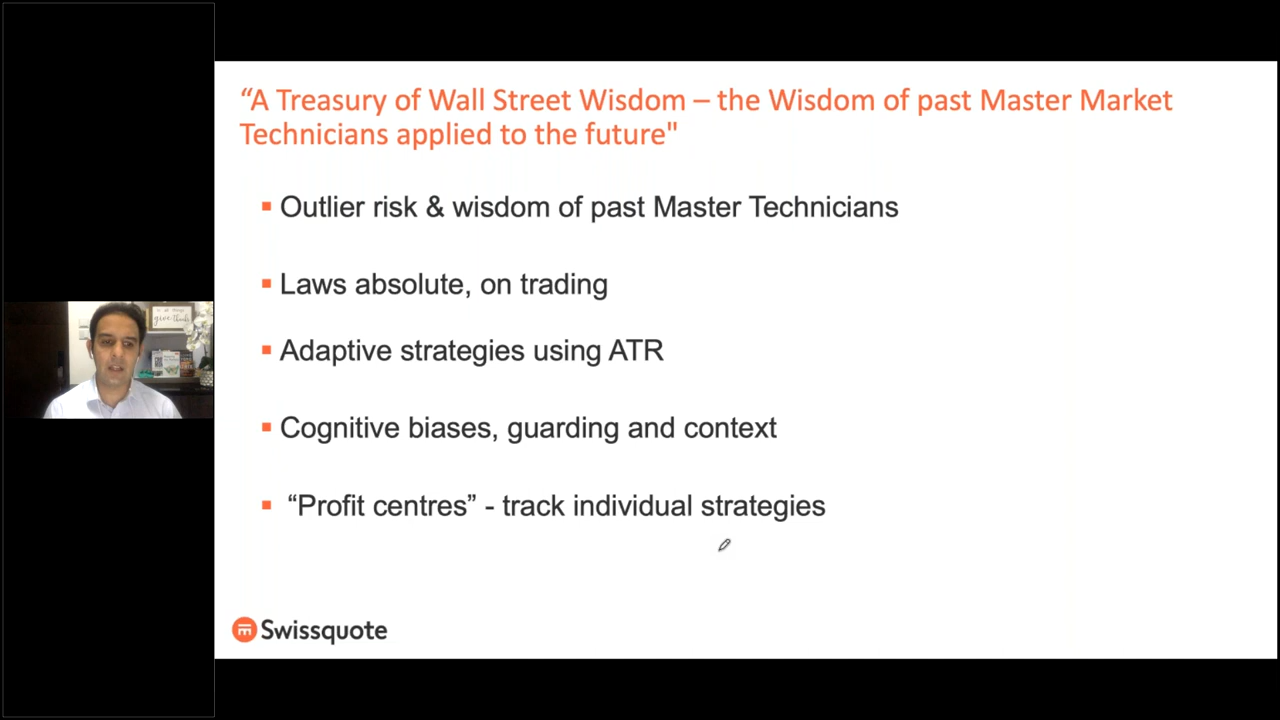 “A Treasury of Wall Street Wisdom – the Wisdom of past Master Market
Technicians applied to the future"
▪ Outlier risk & wisdom of past Master Technicians
▪ Laws absolute, on trading
▪ Adaptive strategies using ATR
▪ Cognitive biases, guarding and context
▪ “Profit centres” - track individual strategies
give thanks
Swissquote